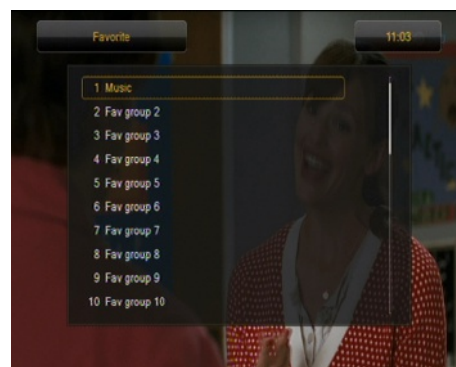 Favorite
11:03
1 Music
2 Fav group 2
3 Fav group 3
4 Fav group 4
5 Fav group 5
6 Fav group 6
7 Fav group 7
8 Fav group 8
9 Fav group 9
10 Fav group 10